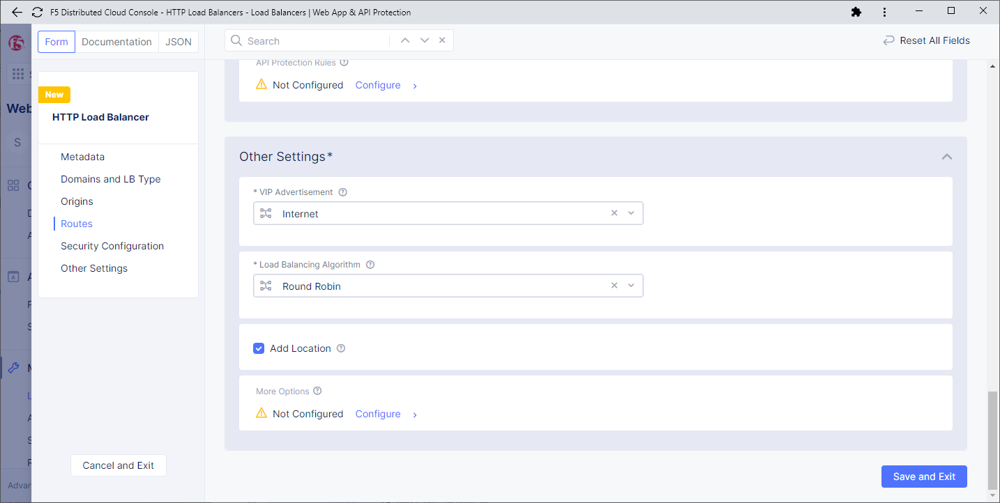 F5 Distributed Cloud Console - HTTP Load Balancers - Load Balancers | Web App & API Protection
Form Documentation JSON
Search
Reset All Fields
New
HTTP Load Balancer
Metadata
Domains and LB Type
Origins
Routes
Security Configuration
Other Settings
Cancel and Exit
Web
S
Advan
API Protection Rules
Not Configured Configure
Other Settings*
* VIP Advertisement
Internet
* Load Balancing Algorithm
Round Robin
Add Location
More Options
Not Configured Configure
Save and Exit